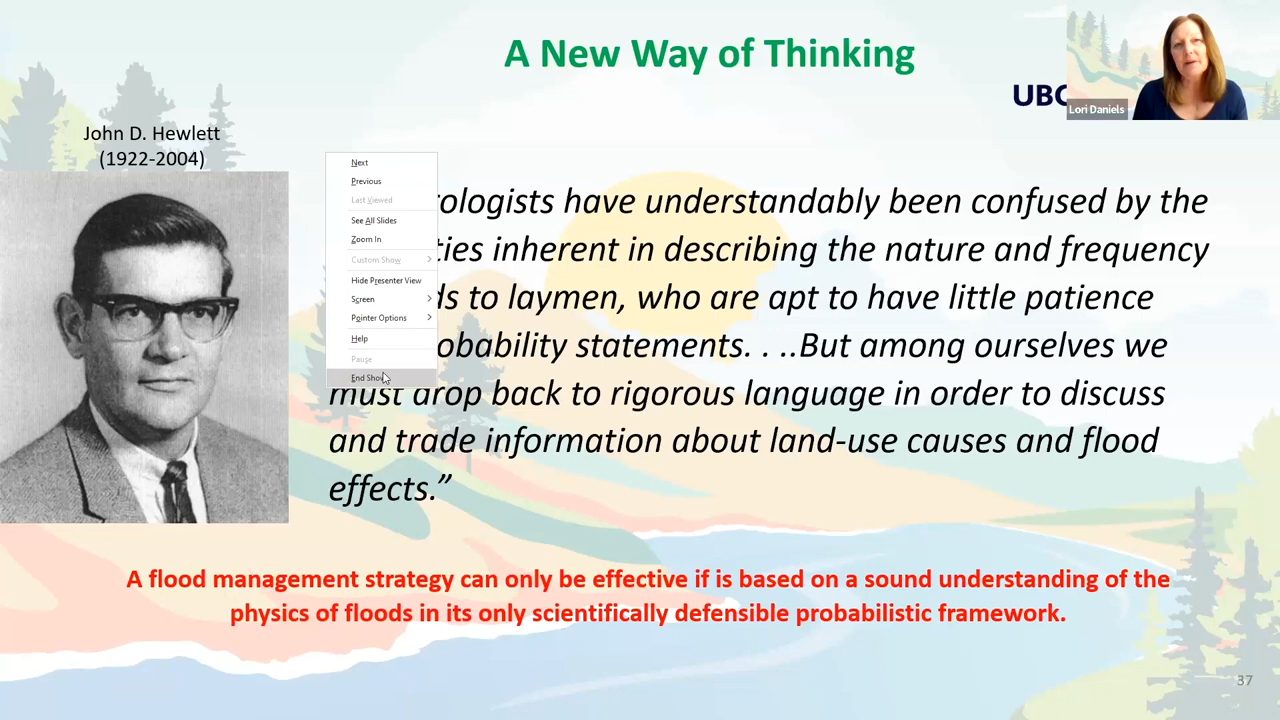 A New Way of Thinking
UBC
Lori Daniels
John D. Hewlett
(1922-2004)
Next
Previous
Last Viewed
See All Slides
Zoom In
Custom Show
Hide Presenter View
Screen
Pointer Options
Help
Pause
End Show
ologists have understandably been confused by the
ties inherent in describing the nature and frequency
ds to laymen, who are apt to have little patience
obability statements. . ..But among ourselves we
must drop back to rigorous language in order to discuss
and trade information about land-use causes and flood
effects.”
A flood management strategy can only be effective if is based on a sound understanding of the
physics of floods in its only scientifically defensible probabilistic framework.
37